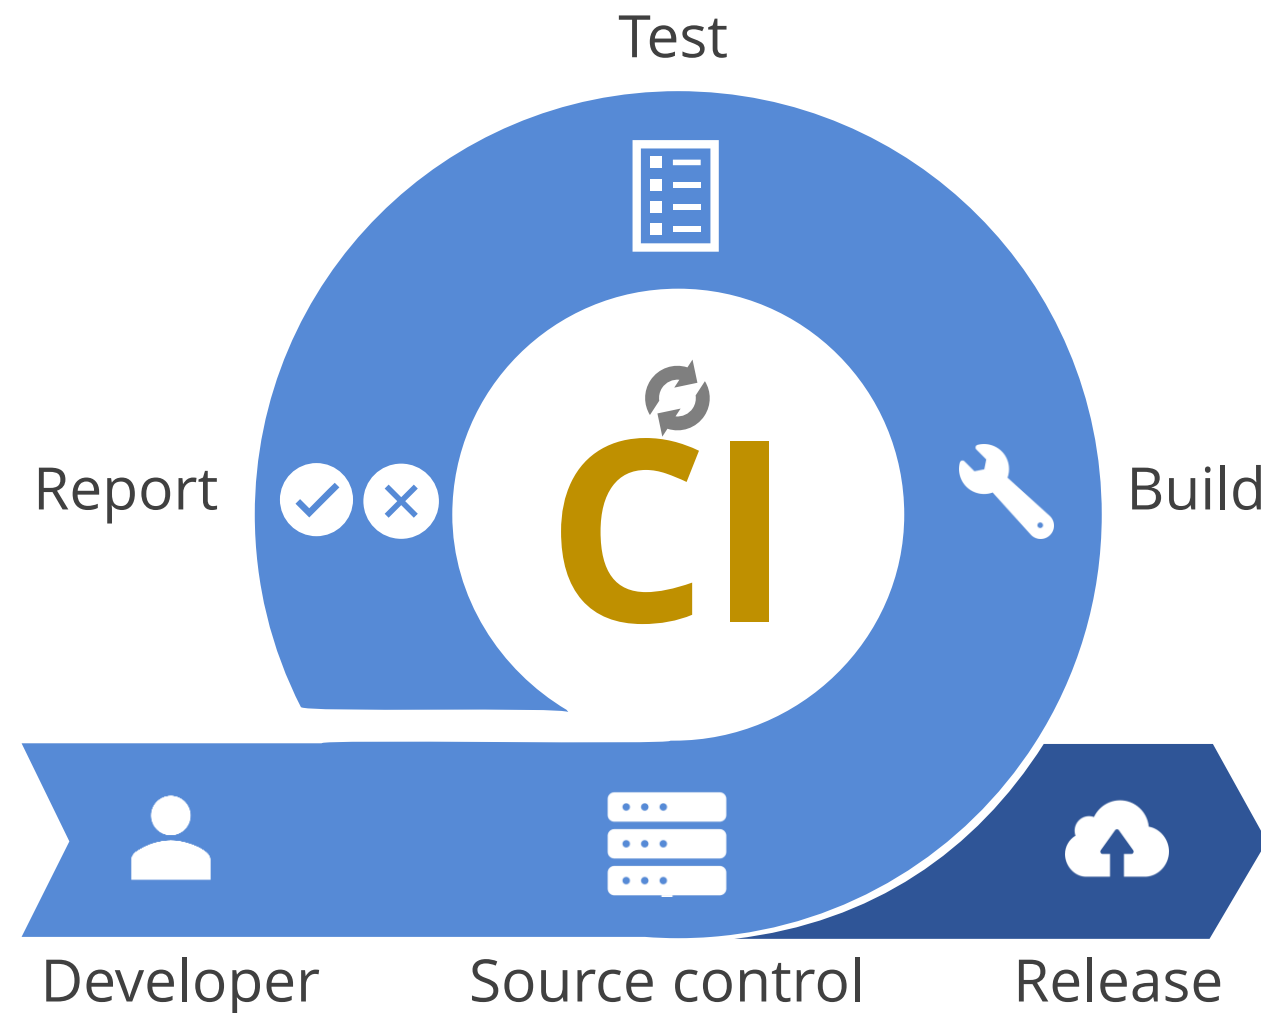 Test
Report
CI
Build
Developer
Source control
Release